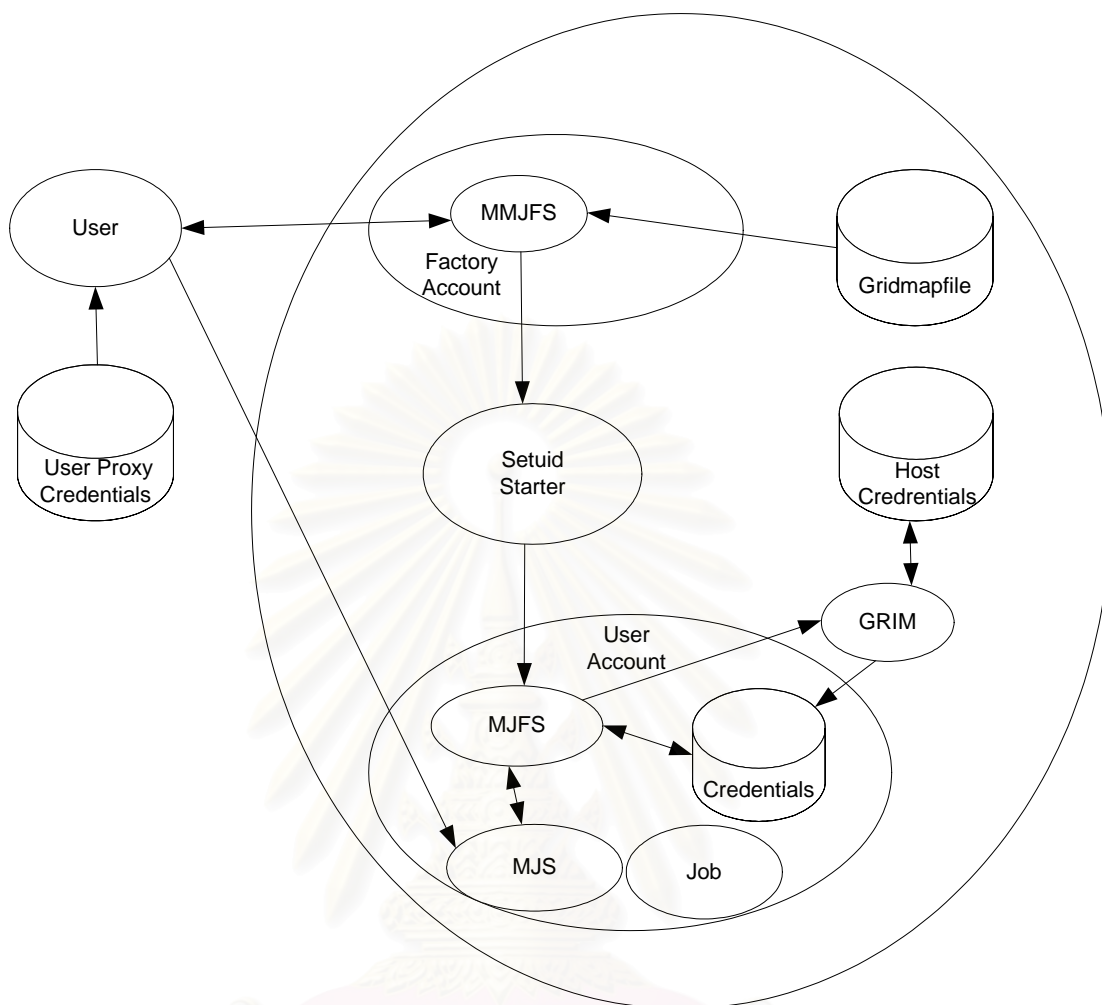 User
MMJFS
Factory
Account
Gridmapfile
User Proxy
Credentials
Setuid
Starter
Host
Credrentials
GRIM
User
Account
MJFS
Credentials
MJS
Job